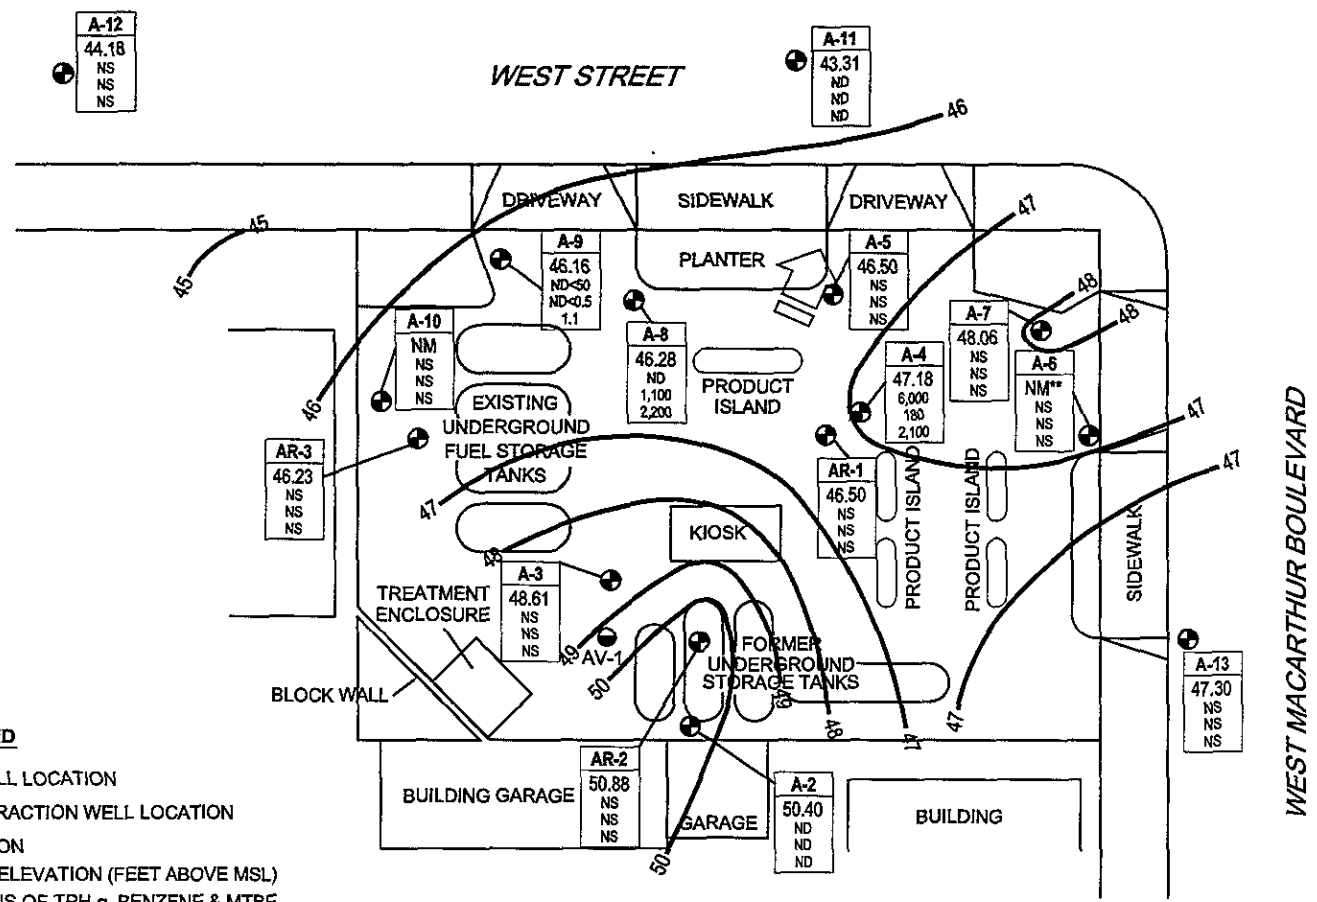 A-12
44.18
NS
NS
NS
WEST STREET
A-11
43.31
ND
ND
ND
46
DRIVEWAY
SIDEWALK
DRIVEWAY
47
45
45
A-9
46.16
ND<50
ND<0.5
1.1
PLANTER
A-5
46.50
NS
NS
NS
48
48
A-10
NM
NS
NS
NS
A-8
46.28
ND
1,100
2,200
A-7
48.06
NS
NS
NS
A-4
47.18
6,000
180
2,100
A-6
NM**
NS
NS
NS
PRODUCT
ISLAND
46
EXISTING
UNDERGROUND
FUEL STORAGE
TANKS
47
47
AR-3
46.23
NS
NS
NS
AR-1
46.50
NS
NS
NS
PRODUCT ISLAND
PRODUCT ISLAND
47
KIOSK
48
SIDEWALK
WEST MACARTHUR BOULEVARD
TREATMENT
ENCLOSURE
A-3
48.61
NS
NS
NS
49
AV-1
50
FORMER
UNDERGROUND
STORAGE TANKS
49
48
47
47
A-13
47.30
NS
NS
NS
BLOCK WALL
AR-2
50.88
NS
NS
NS
A-2
50.40
ND
ND
ND
BUILDING GARAGE
GARAGE
BUILDING
50
D
LL LOCATION
RACTION WELL LOCATION
ON
ELEVATION (FEET ABOVE MSL)
NS OF TPH-g, BENZENE & MTBE